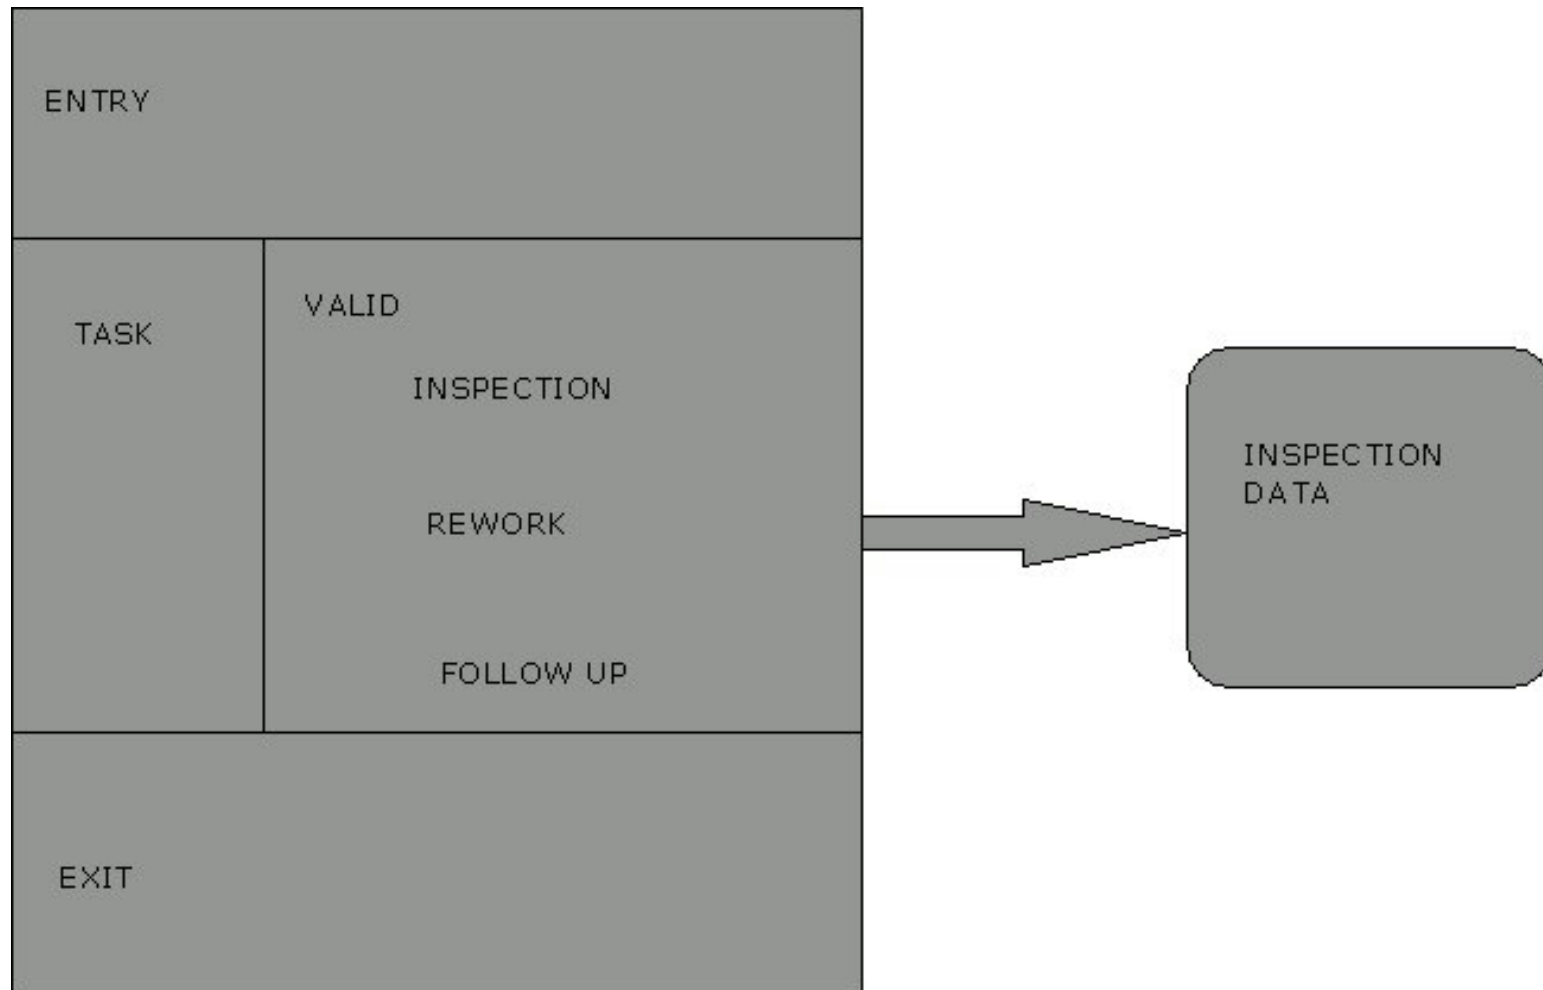 ENTRY
TASK
VALID
INSPECTION
REWORK
FOLLOW UP
EXIT
INSPECTION
DATA